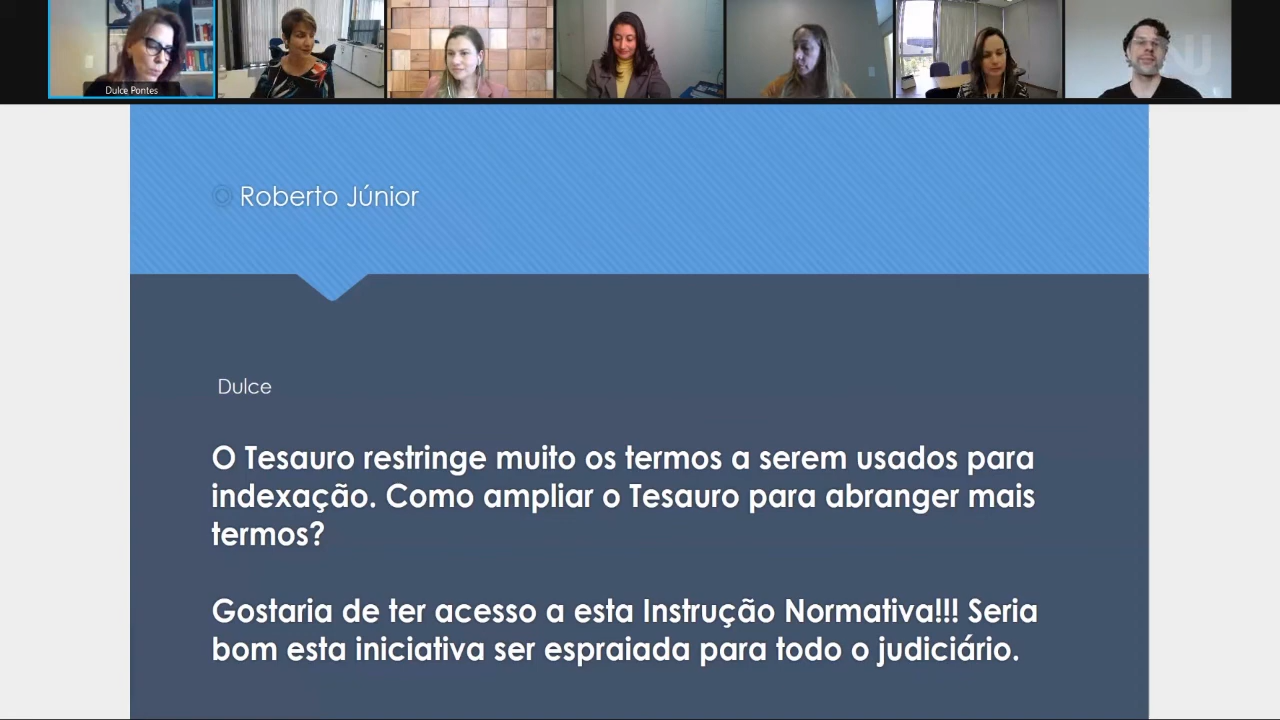 Dulce Pontes
CNJ
Roberto Júnior
Dulce
O Tesauro restringe muito os termos a serem usados para
indexação. Como ampliar o Tesauro para abranger mais
termos?
Gostaria de ter acesso a esta Instrução Normativa!!! Seria
bom esta iniciativa ser espraiada para todo o judiciário.